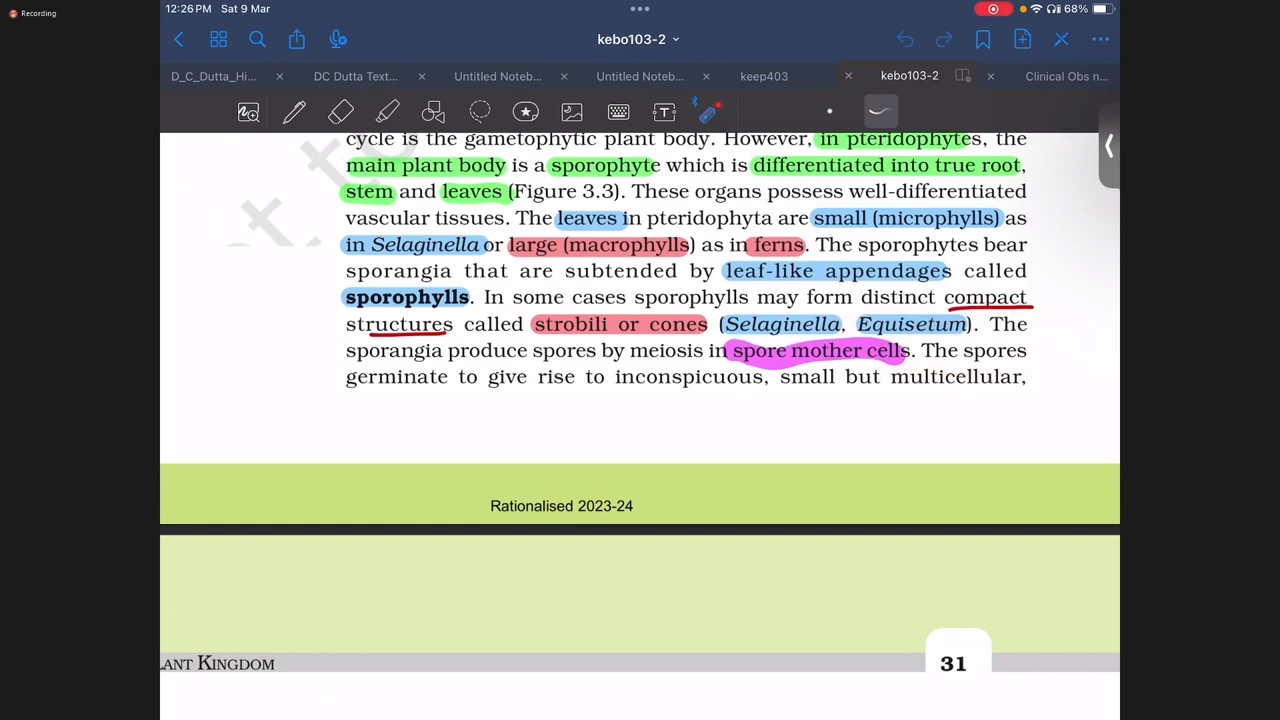 Recording
12:26 PM Sat 9 Mar
68%
kebo103-2
D_C_Dutta_Hi...
DC Dutta Text...
Untitled Noteb...
Untitled Noteb...
keep403
kebo103-2
Clinical Obs n...
cycle is the gametophytic plant body. However, in pteridophytes, the
main plant body is a sporophyte which is differentiated into true root,
stem and leaves (Figure 3.3). These organs possess well-differentiated
vascular tissues. The leaves in pteridophyta are small (microphylls) as
in Selaginella or large (macrophylls) as in ferns. The sporophytes bear
sporangia that are subtended by leaf-like appendages called
sporophylls. In some cases sporophylls may form distinct compact
structures called strobili or cones (Selaginella, Equisetum). The
sporangia produce spores by meiosis in spore mother cells. The spores
germinate to give rise to inconspicuous, small but multicellular,
Rationalised 2023-24
LANT KINGDOM
31